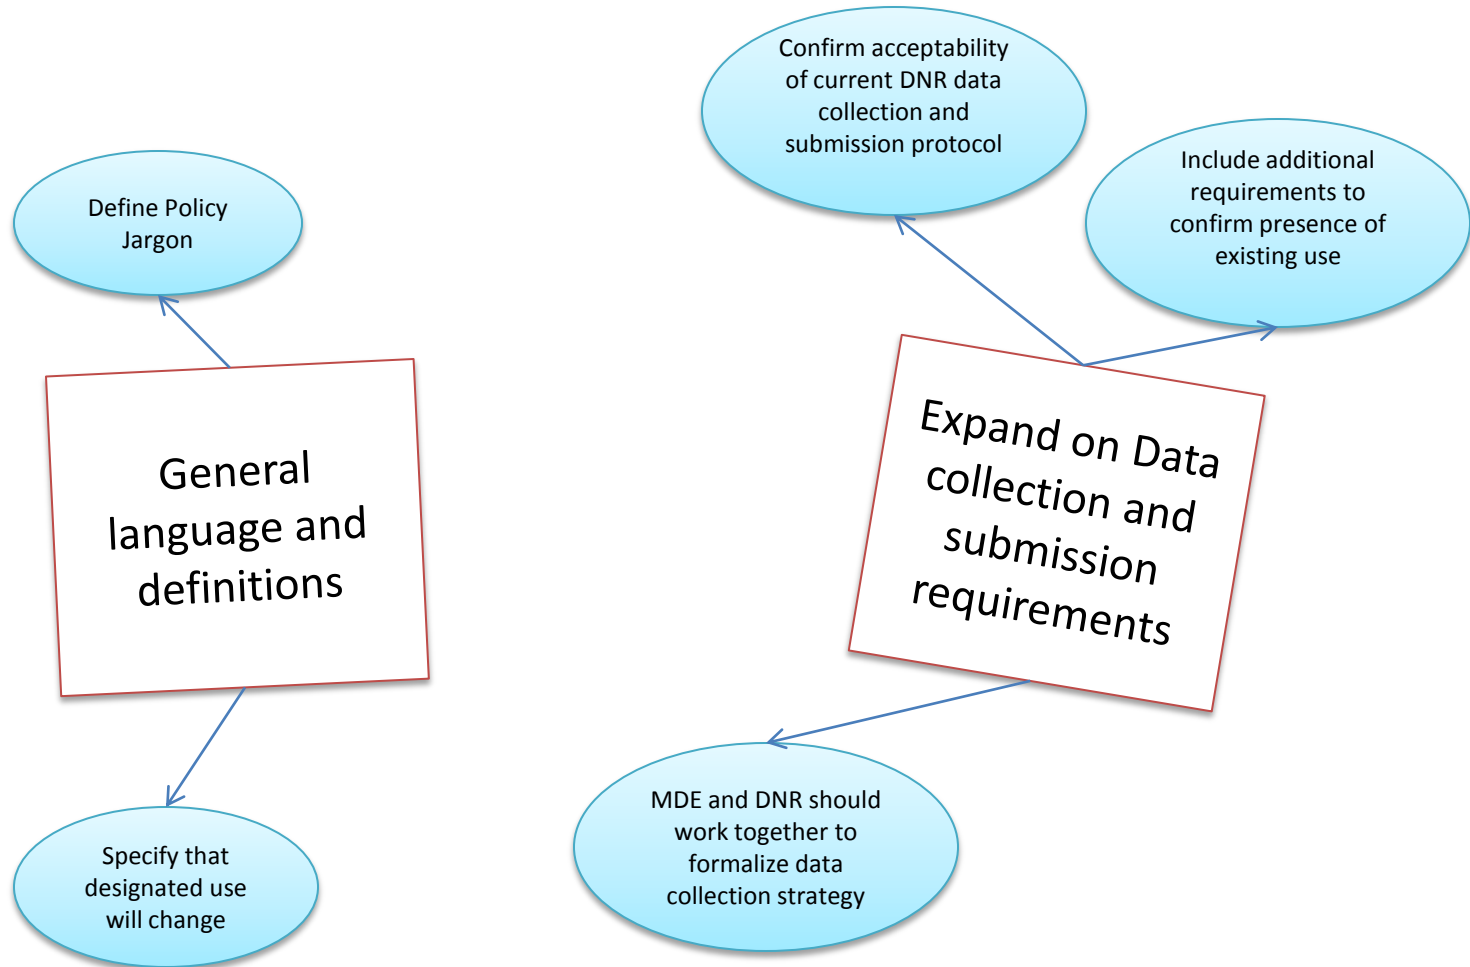 Define Policy
Jargon
General
language and
definitions
Specify that
designated use
will change
Confirm acceptability
of current DNR data
collection and
submission protocol
Include additional
requirements to
confirm presence of
existing use
Expand on Data
collection and
submission
requirements
MDE and DNR should
work together to
formalize data
collection strategy